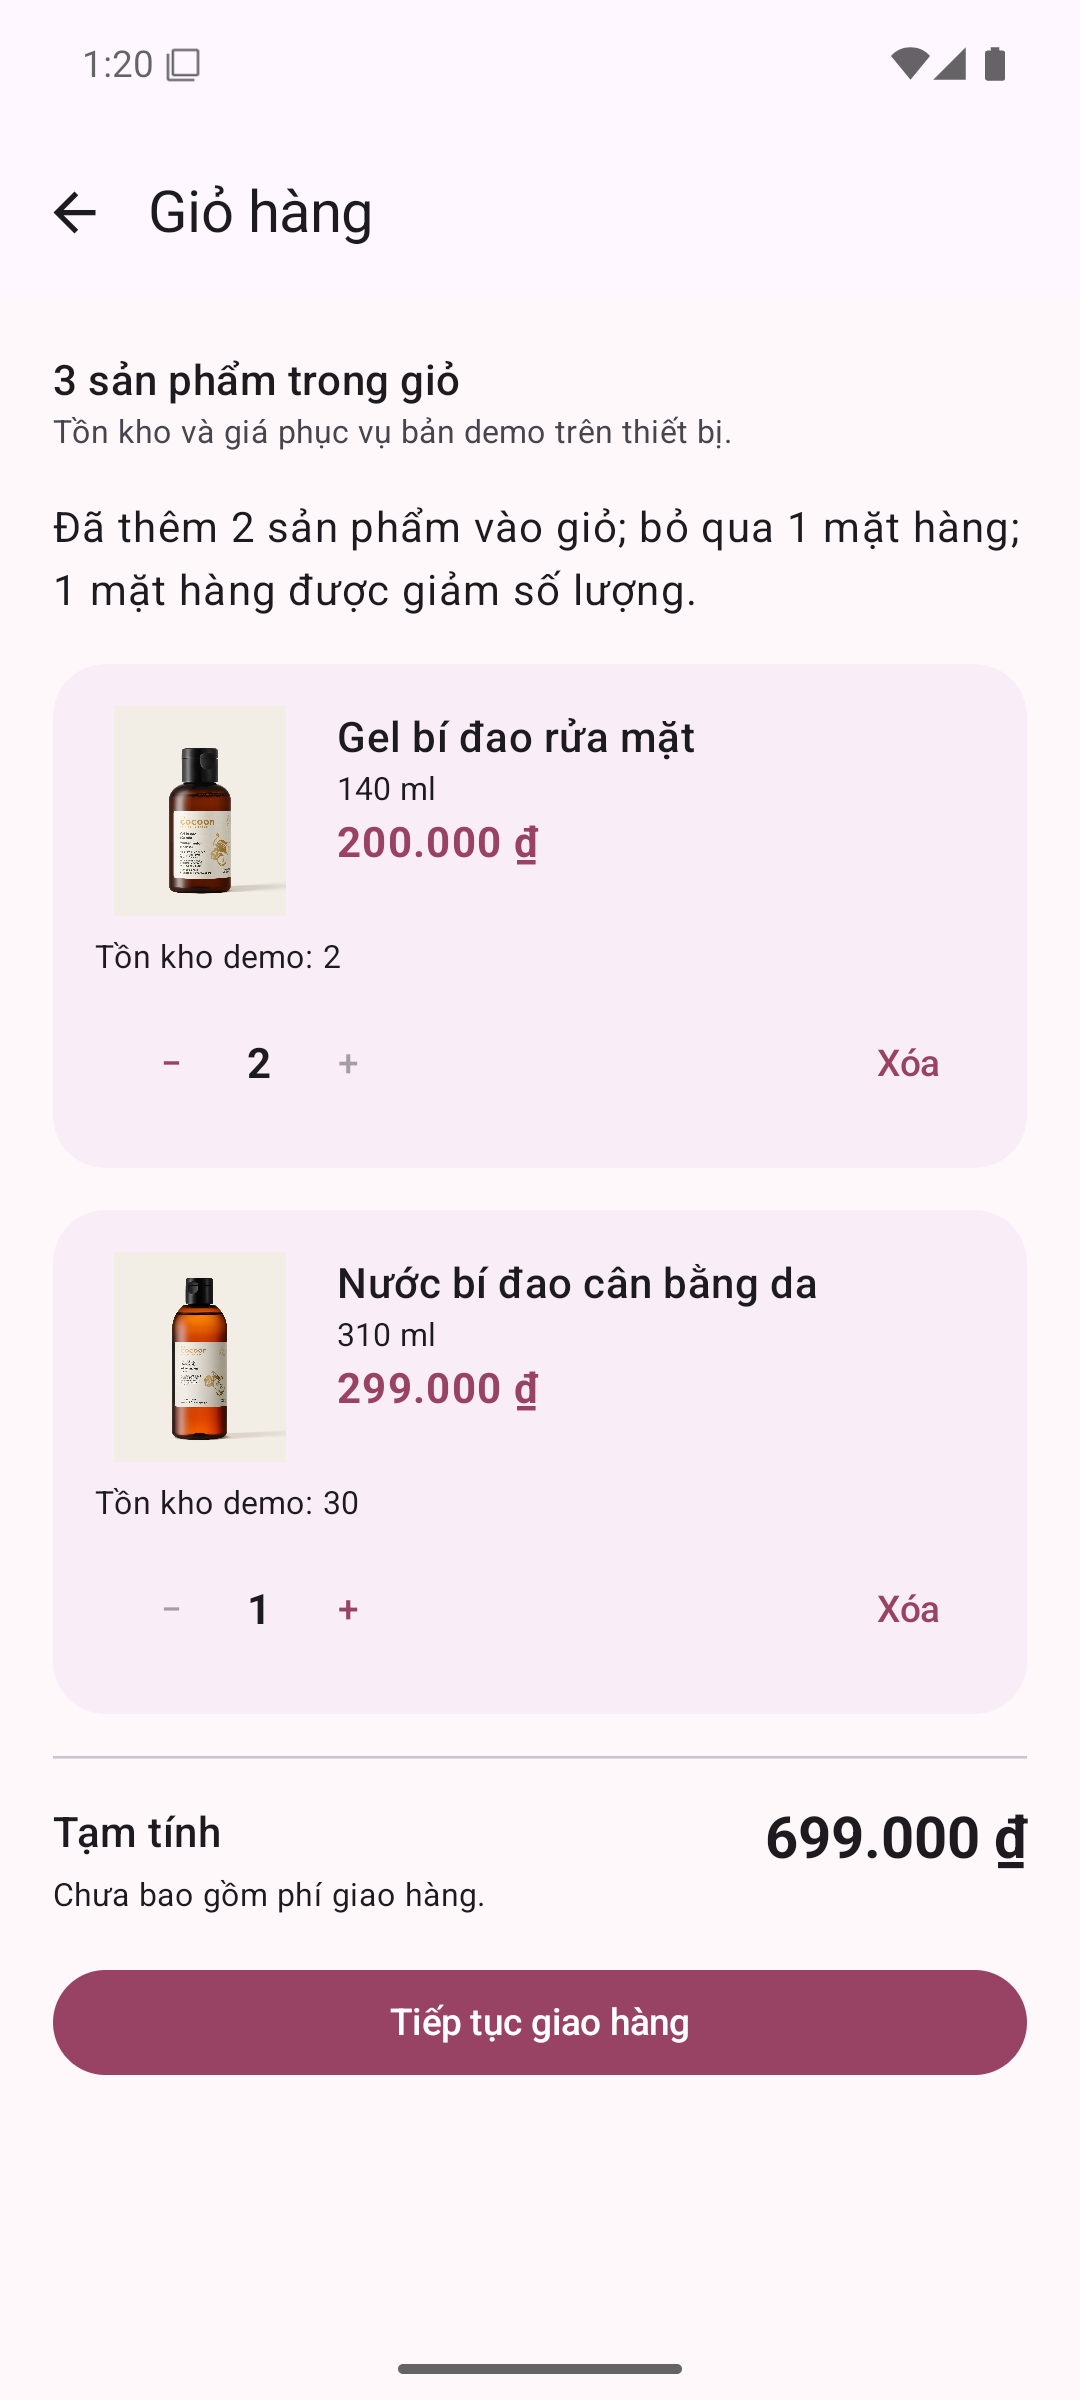 1:20
Giỏ hàng
3 sản phẩm trong giỏ
Tồn kho và giá phục vụ bản demo trên thiết bị.
Đã thêm 2 sản phẩm vào giỏ; bỏ qua 1 mặt hàng;
1 mặt hàng được giảm số lượng.
cocoon
Gel bí đao rửa mặt
140 ml
200.000 ₫
Tồn kho demo: 2
− 2 + Xóa
cocoon
Nước bí đao cân bằng da
310 ml
299.000 ₫
Tồn kho demo: 30
− 1 + Xóa
Tạm tính 699.000 ₫
Chưa bao gồm phí giao hàng.
Tiếp tục giao hàng